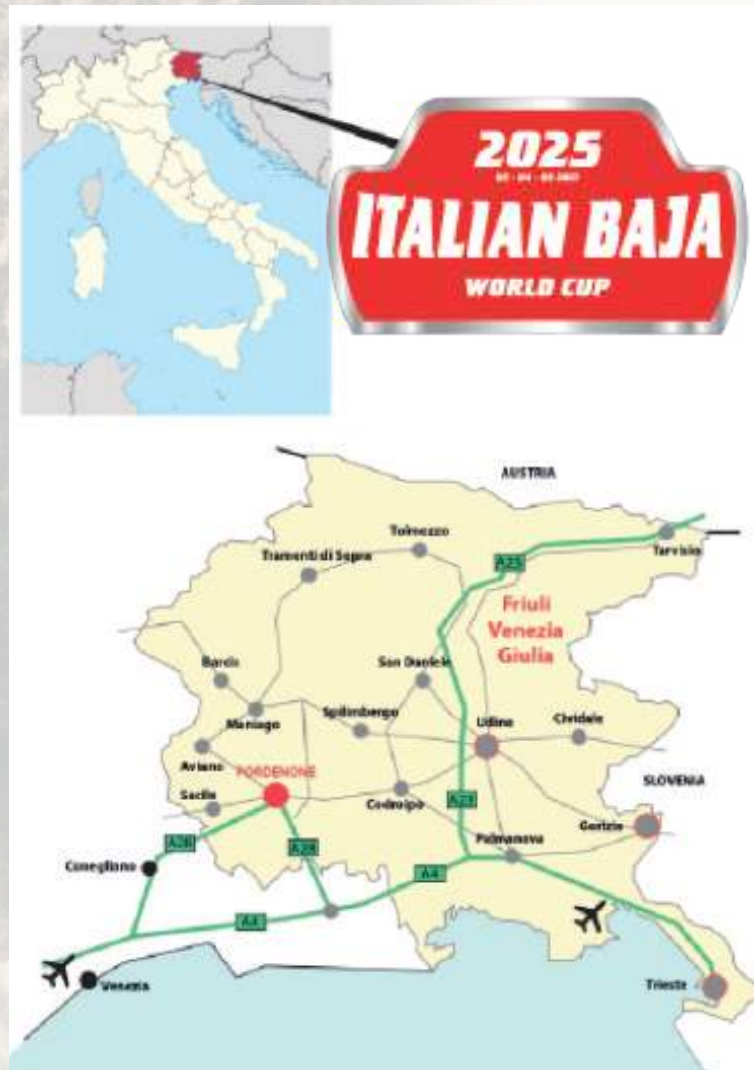 2025
ITALIAN BAJA
WORLD CUP
AUSTRIA
Tolmezzo
Tarvisio
Tramonti di Sopra
A23
Friuli
Venezia
Giulia
Barcis
San Daniele
Maniago
Spilimbergo
Udine
Cividale
Aviano
PORDENONE
SLOVENIA
Sacile
Codroipo
A23
Gorizia
Palmanova
A28
A28
Conegliano
A4
A4
Venezia
Trieste